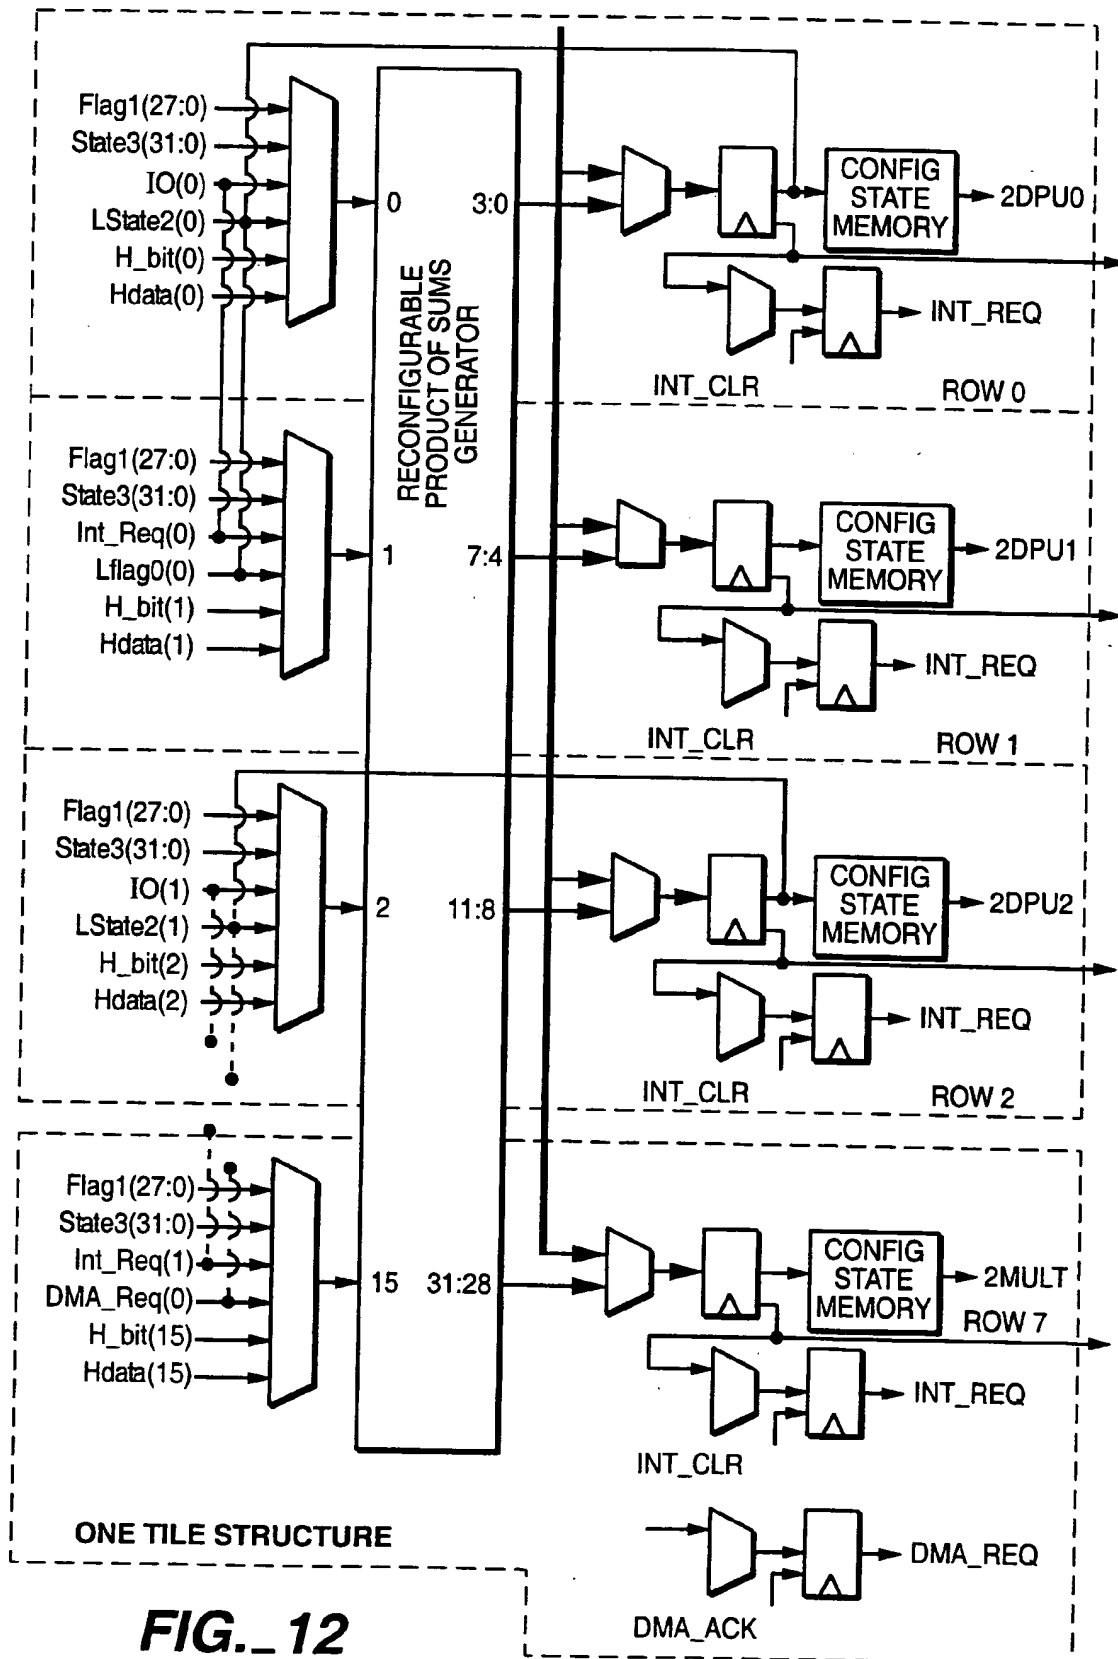 Flag1(27:0)
State3(31:0)
IO(0)
LState2(0)
H_bit(0)
Hdata(0)
0
3:0
RECONFIGURABLE
PRODUCT OF SUMS
GENERATOR
CONFIG
STATE
MEMORY
2DPU0
INT_REQ
INT_CLR
ROW 0
Flag1(27:0)
State3(31:0)
Int_Req(0)
Lflag0(0)
H_bit(1)
Hdata(1)
1
7:4
CONFIG
STATE
MEMORY
2DPU1
INT_REQ
INT_CLR
ROW 1
Flag1(27:0)
State3(31:0)
IO(1)
LState2(1)
H_bit(2)
Hdata(2)
2
11:8
CONFIG
STATE
MEMORY
2DPU2
INT_REQ
INT_CLR
ROW 2
Flag1(27:0)
State3(31:0)
Int_Req(1)
DMA_Req(0)
H_bit(15)
Hdata(15)
15
31:28
CONFIG
STATE
MEMORY
2MULT
ROW 7
INT_REQ
INT_CLR
ONE TILE STRUCTURE
DMA_REQ
DMA_ACK
FIG._12